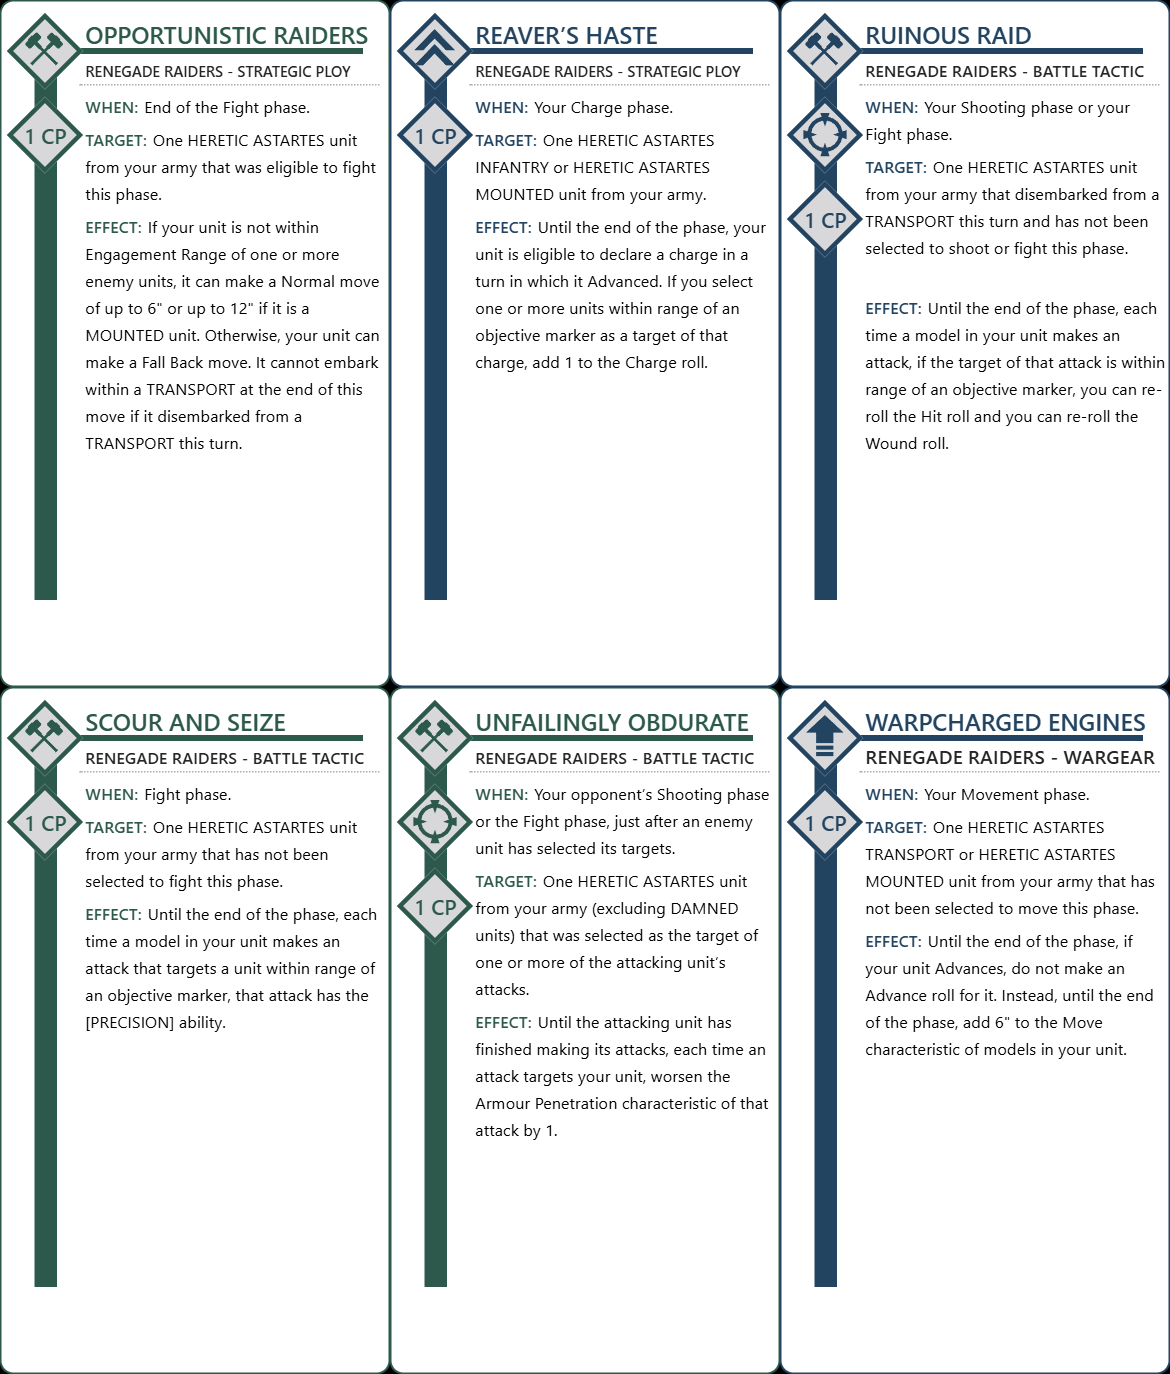 OPPORTUNISTIC RAIDERS
RENEGADE RAIDERS - STRATEGIC PLOY
1 CP
WHEN: End of the Fight phase.
TARGET: One HERETIC ASTARTES unit
from your army that was eligible to fight
this phase.
EFFECT: If your unit is not within
Engagement Range of one or more
enemy units, it can make a Normal move
of up to 6" or up to 12" if it is a
MOUNTED unit. Otherwise, your unit can
make a Fall Back move. It cannot embark
within a TRANSPORT at the end of this
move if it disembarked from a
TRANSPORT this turn.
REAVER’S HASTE
RENEGADE RAIDERS - STRATEGIC PLOY
1 CP
WHEN: Your Charge phase.
TARGET: One HERETIC ASTARTES
INFANTRY or HERETIC ASTARTES
MOUNTED unit from your army.
EFFECT: Until the end of the phase, your
unit is eligible to declare a charge in a
turn in which it Advanced. If you select
one or more units within range of an
objective marker as a target of that
charge, add 1 to the Charge roll.
RUINOUS RAID
RENEGADE RAIDERS - BATTLE TACTIC
1 CP
WHEN: Your Shooting phase or your
Fight phase.
TARGET: One HERETIC ASTARTES unit
from your army that disembarked from a
TRANSPORT this turn and has not been
selected to shoot or fight this phase.
EFFECT: Until the end of the phase, each
time a model in your unit makes an
attack, if the target of that attack is within
range of an objective marker, you can re-
roll the Hit roll and you can re-roll the
Wound roll.
SCOUR AND SEIZE
RENEGADE RAIDERS - BATTLE TACTIC
1 CP
WHEN: Fight phase.
TARGET: One HERETIC ASTARTES unit
from your army that has not been
selected to fight this phase.
EFFECT: Until the end of the phase, each
time a model in your unit makes an
attack that targets a unit within range of
an objective marker, that attack has the
[PRECISION] ability.
UNFAILINGLY OBDURATE
RENEGADE RAIDERS - BATTLE TACTIC
1 CP
WHEN: Your opponent’s Shooting phase
or the Fight phase, just after an enemy
unit has selected its targets.
TARGET: One HERETIC ASTARTES unit
from your army (excluding DAMNED
units) that was selected as the target of
one or more of the attacking unit’s
attacks.
EFFECT: Until the attacking unit has
finished making its attacks, each time an
attack targets your unit, worsen the
Armour Penetration characteristic of that
attack by 1.
WARPCHARGED ENGINES
RENEGADE RAIDERS - WARGEAR
1 CP
WHEN: Your Movement phase.
TARGET: One HERETIC ASTARTES
TRANSPORT or HERETIC ASTARTES
MOUNTED unit from your army that has
not been selected to move this phase.
EFFECT: Until the end of the phase, if
your unit Advances, do not make an
Advance roll for it. Instead, until the end
of the phase, add 6" to the Move
characteristic of models in your unit.